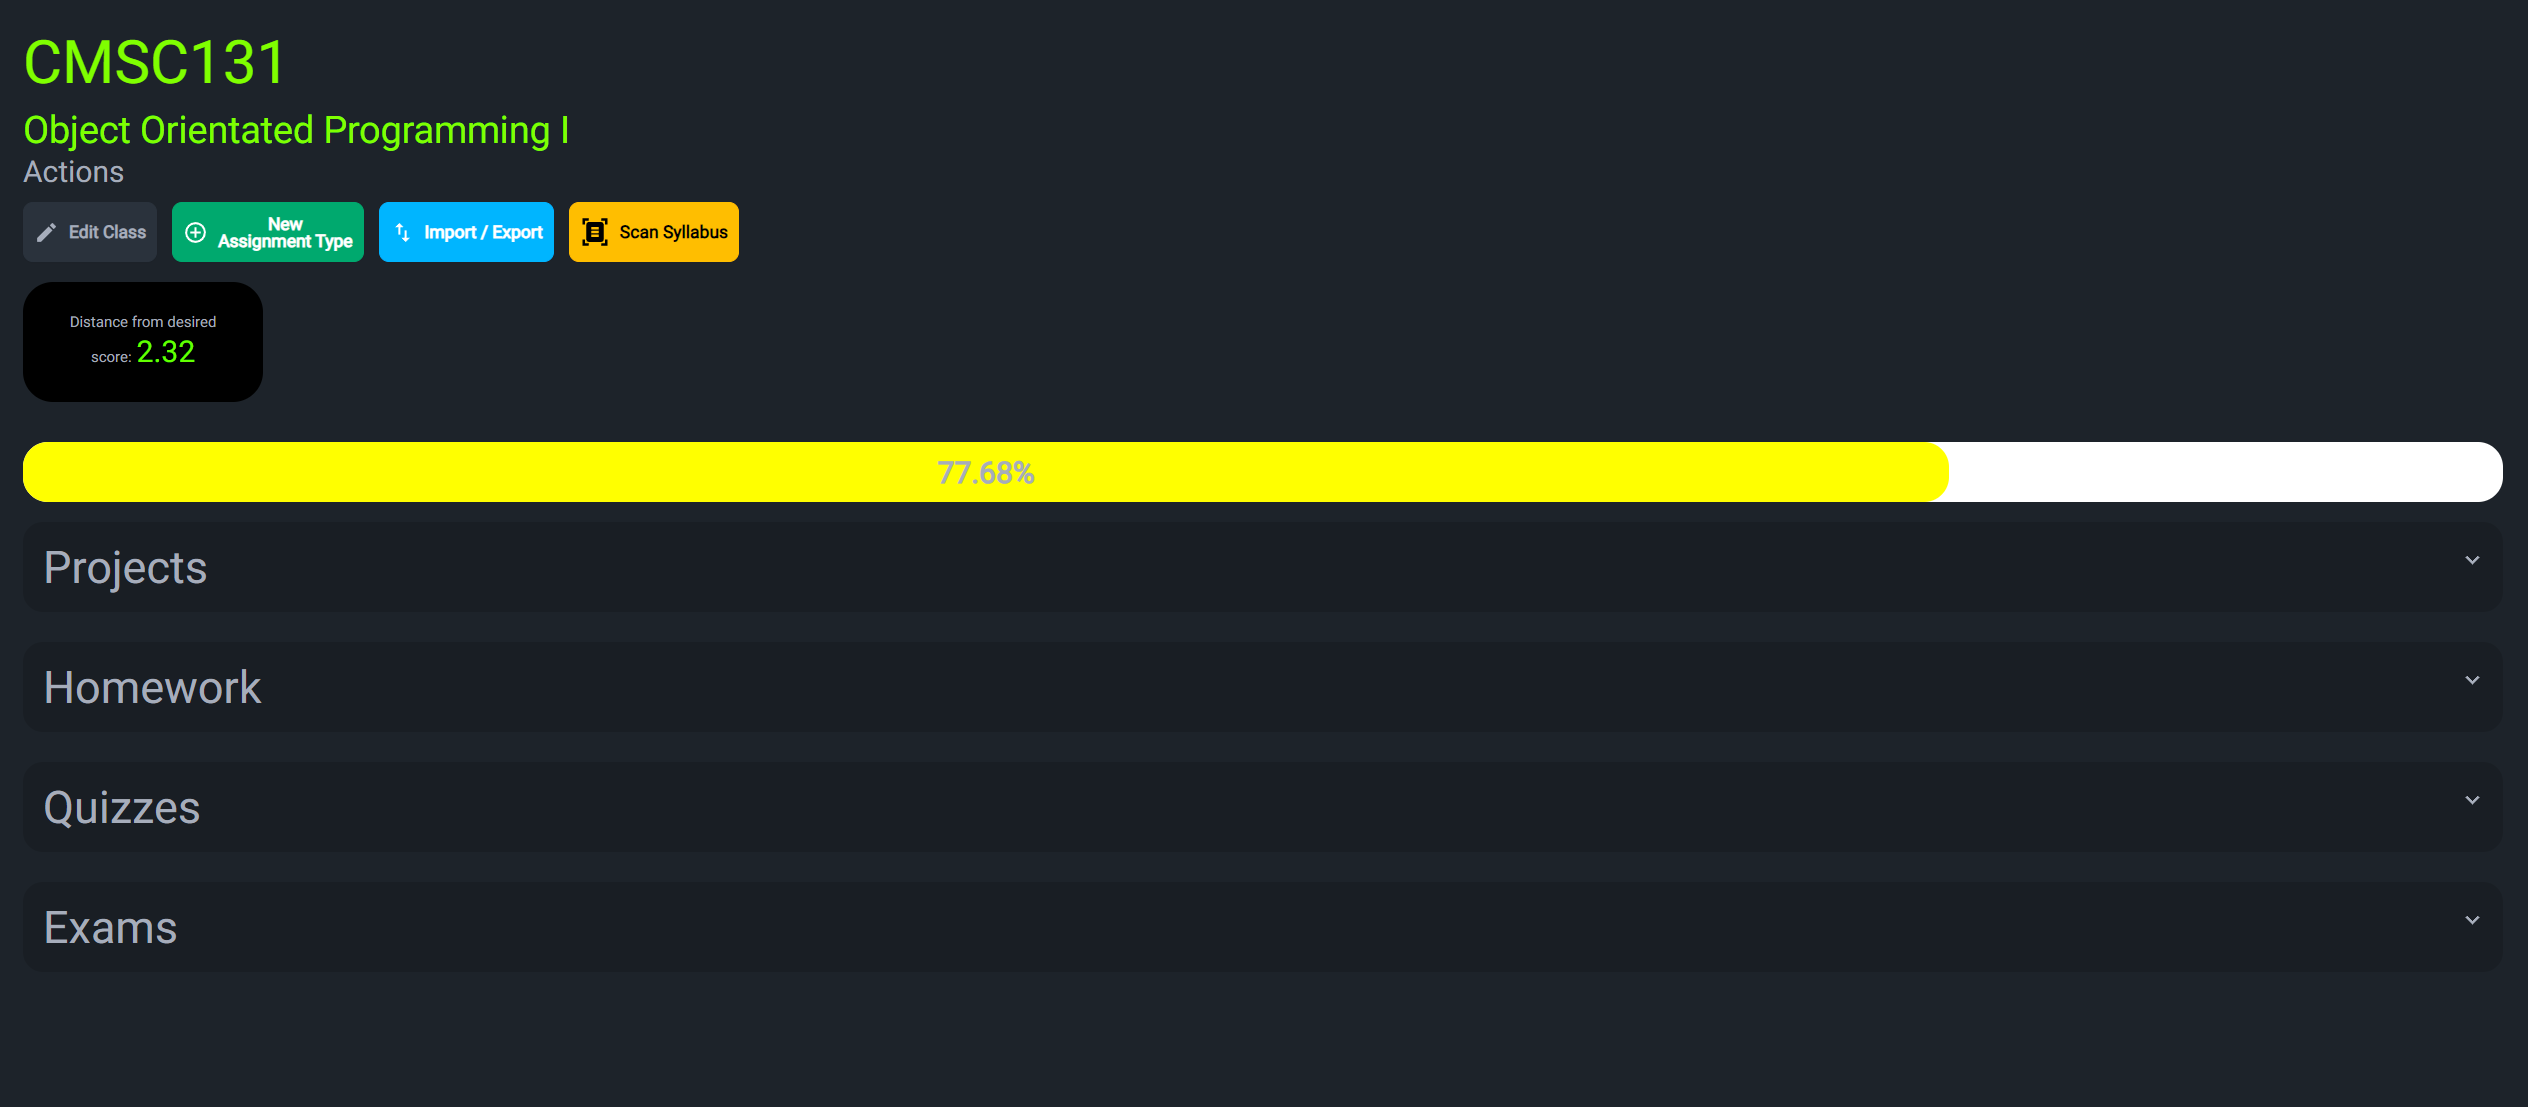 CMSC131
Object Orientated Programming I
Actions
Edit Class
New
Assignment Type
Import / Export
Scan Syllabus
Distance from desired
score: 2.32
77.68%
Projects
Homework
Quizzes
Exams